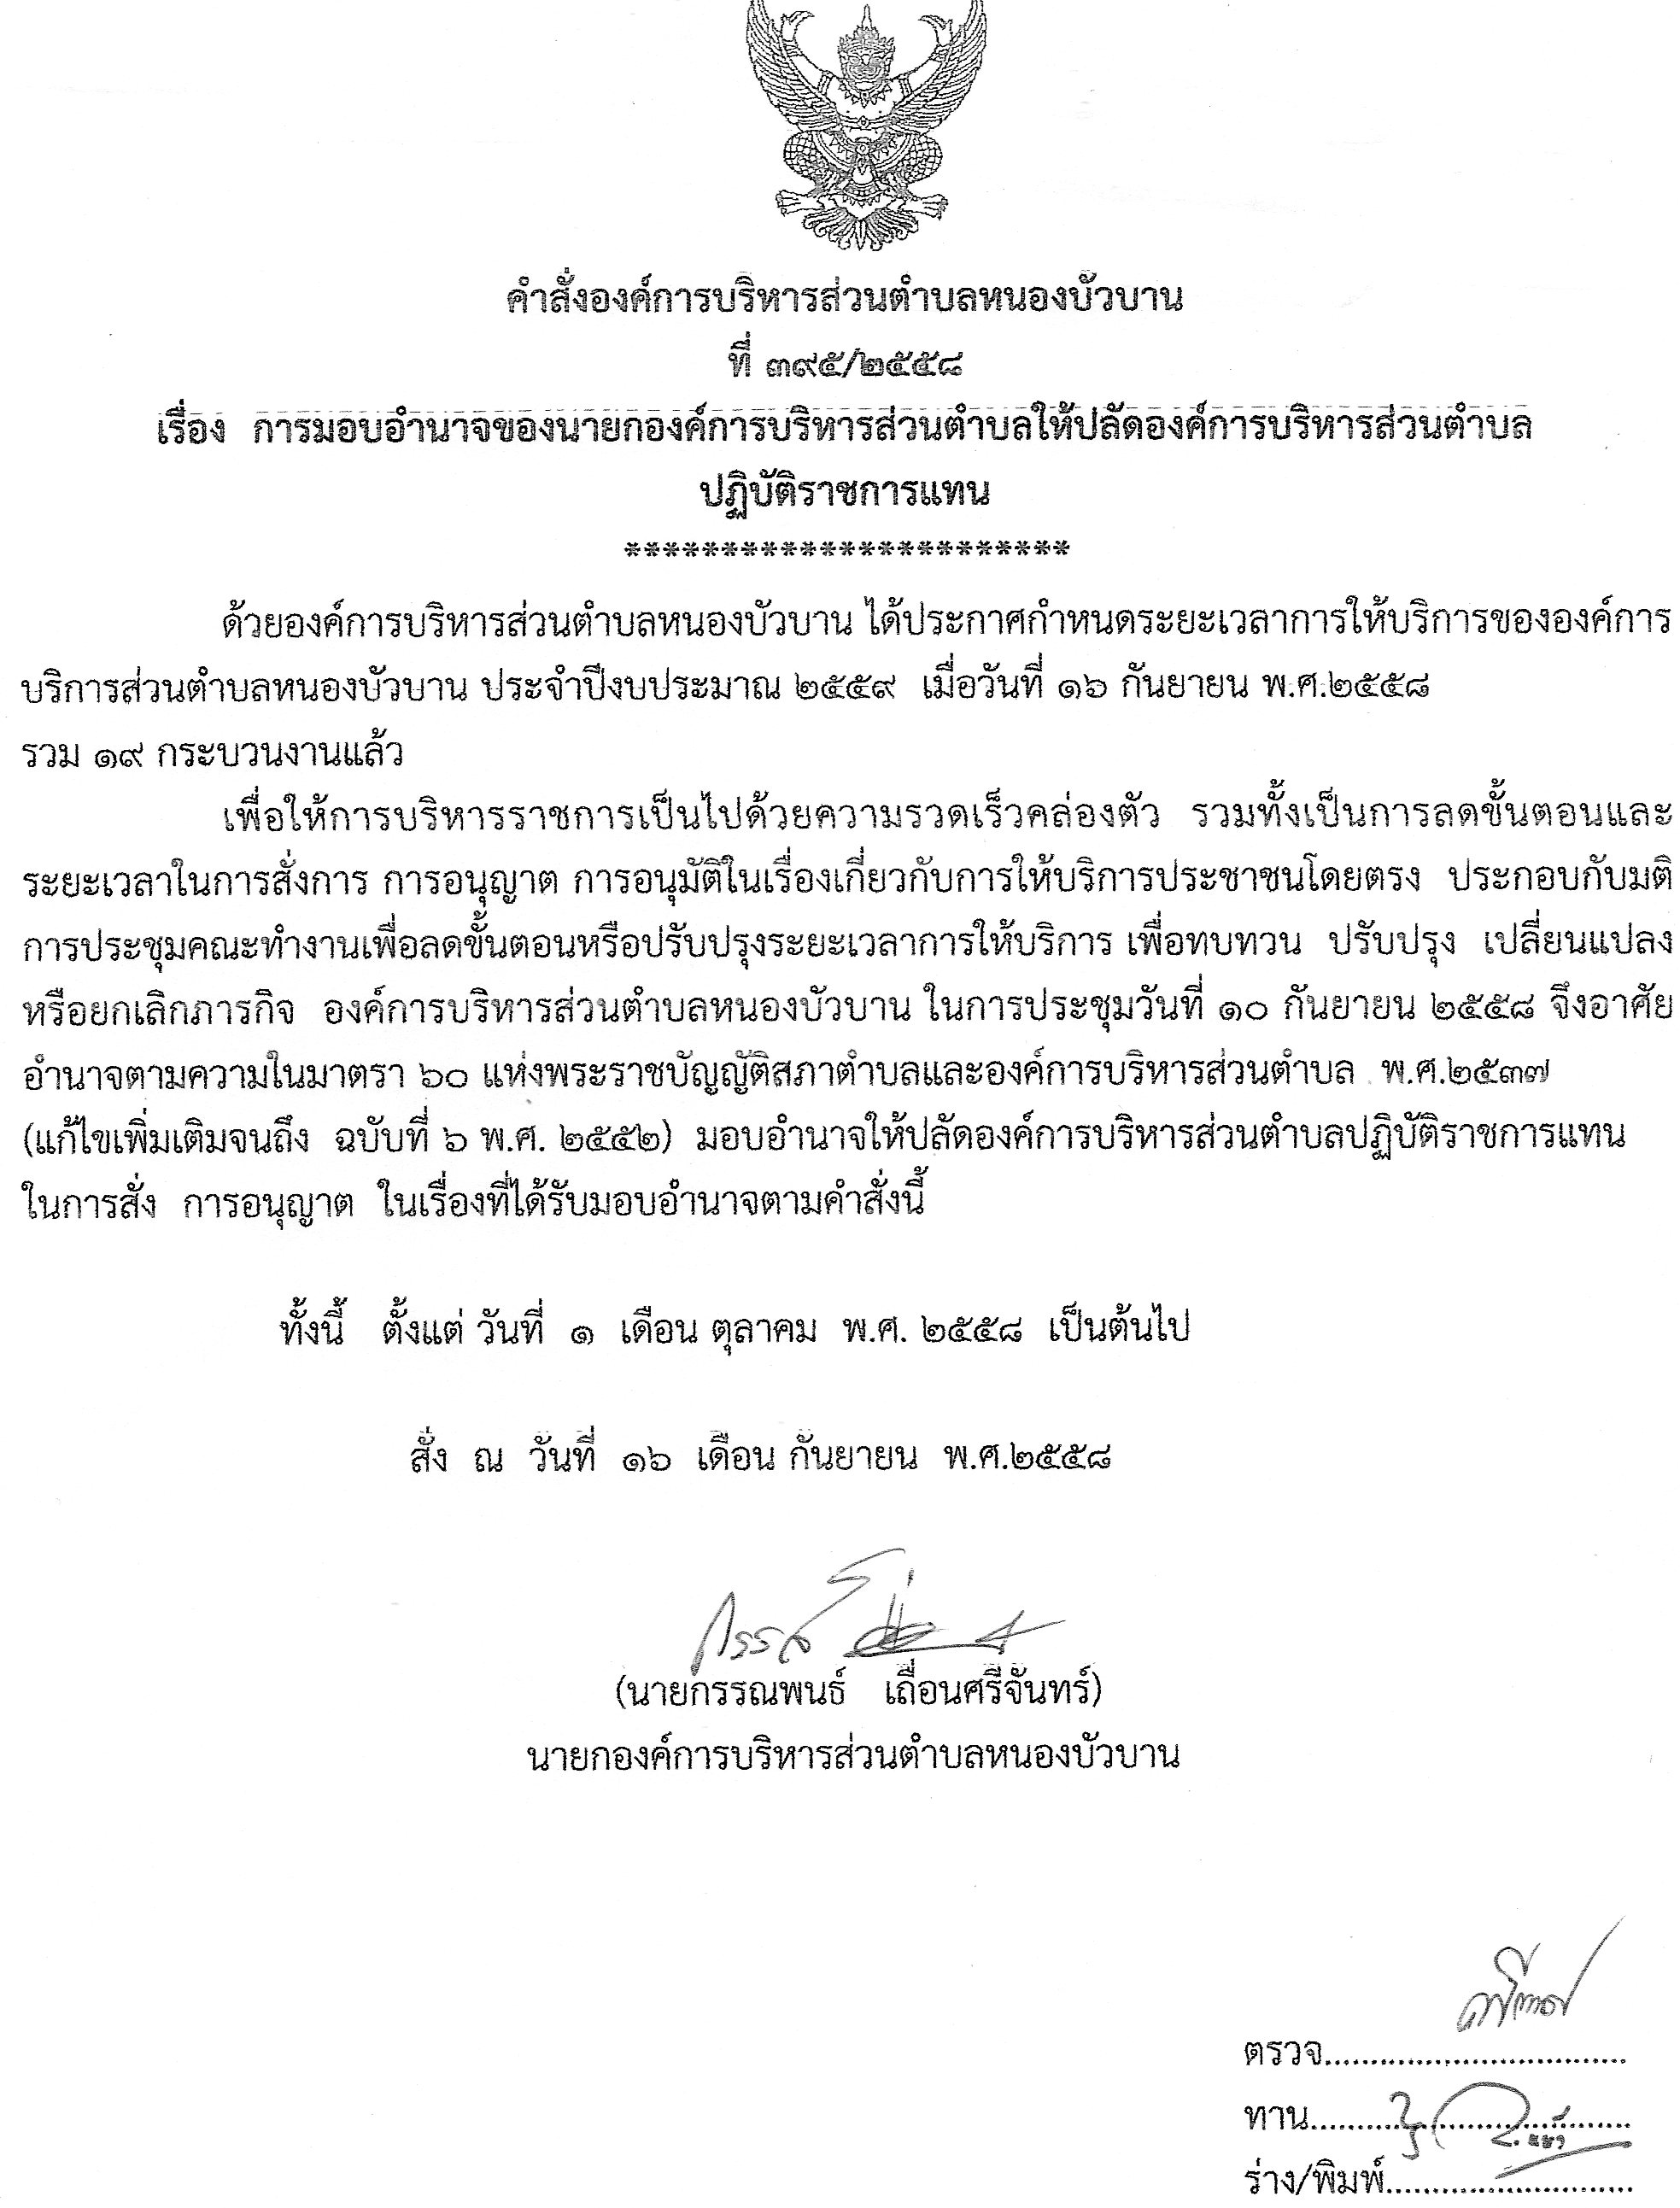 คำสั่งองค์การบริหารส่วนตำบลหนองบัวบาน
ที่ ๓๙๕/๒๕๕๘
เรื่อง การมอบอำนาจของนายกองค์การบริหารส่วนตำบลให้ปลัดองค์การบริหารส่วนตำบล
ปฏิบัติราชการแทน
***********************
ด้วยองค์การบริหารส่วนตำบลหนองบัวบาน ได้ประกาศกำหนดระยะเวลาการให้บริการขององค์การ
บริการส่วนตำบลหนองบัวบาน ประจำปีงบประมาณ ๒๕๕๙ เมื่อวันที่ ๑๖ กันยายน พ.ศ.๒๕๕๘
รวม ๑๙ กระบวนงานแล้ว
เพื่อให้การบริหารราชการเป็นไปด้วยความรวดเร็วคล่องตัว รวมทั้งเป็นการลดขั้นตอนและ
ระยะเวลาในการสั่งการ การอนุญาต การอนุมัติในเรื่องเกี่ยวกับการให้บริการประชาชนโดยตรง ประกอบกับมติ
การประชุมคณะทำงานเพื่อลดขั้นตอนหรือปรับปรุงระยะเวลาการให้บริการ เพื่อทบทวน ปรับปรุง เปลี่ยนแปลง
หรือยกเลิกภารกิจ องค์การบริหารส่วนตำบลหนองบัวบาน ในการประชุมวันที่ ๑๐ กันยายน ๒๕๕๘ จึงอาศัย
อำนาจตามความในมาตรา ๖๐ แห่งพระราชบัญญัติสภาตำบลและองค์การบริหารส่วนตำบล พ.ศ.๒๕๓๗
(แก้ไขเพิ่มเติมจนถึง ฉบับที่ ๖ พ.ศ. ๒๕๕๒) มอบอำนาจให้ปลัดองค์การบริหารส่วนตำบลปฏิบัติราชการแทน
ในการสั่ง การอนุญาต ในเรื่องที่ได้รับมอบอำนาจตามคำสั่งนี้
ทั้งนี้ ตั้งแต่ วันที่ ๑ เดือน ตุลาคม พ.ศ. ๒๕๕๘ เป็นต้นไป
สั่ง ณ วันที่ ๑๖ เดือน กันยายน พ.ศ.๒๕๕๘
(นายกรรณพนธ์ เถื่อนศรีจันทร์)
นายกองค์การบริหารส่วนตำบลหนองบัวบาน
ตรวจ.................................
ทาน...................................
ร่าง/พิมพ์...........................